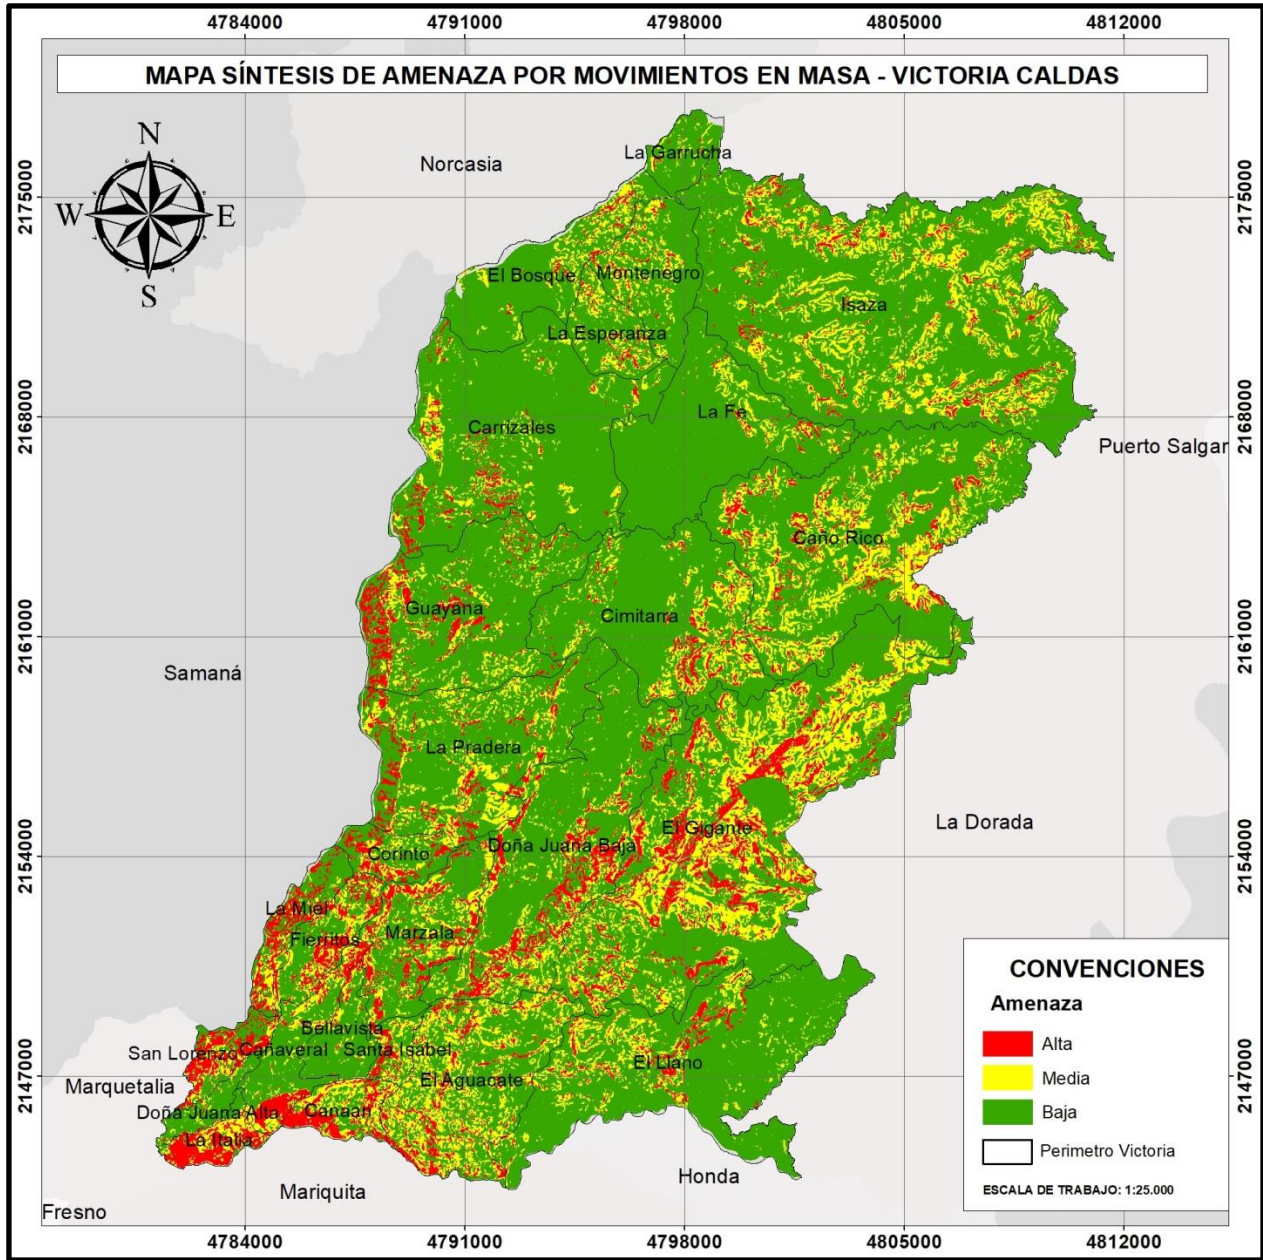 4784000 4791000 4798000 4805000 4812000
MAPA SÍNTESIS DE AMENAZA POR MOVIMIENTOS EN MASA - VICTORIA CALDAS
N
W E
S
Norcasia
La Garrucha
2175000 2175000
El Bosque
Montenegro
Isaza
La Esperanza
La Fe
Carrizales
2168000 2168000
Puerto Salgar
Caño Rico
Guayana
Cimitarra
2161000 2161000
Samaná
La Pradera
La Dorada
El Gigante
Doña Juana Baja
Corinto
2154000 2154000
La Miel
Marzala
Fierritos
Bellavista
San Lorenzo
Cañaveral
Santa Isabel
El Llano
El Aguacate
Marquetalia
2147000 2147000
Doña Juana Alta
Canaan
La Italia
Honda
Mariquita
Fresno
CONVENCIONES
Amenaza
Alta
Media
Baja
Perimetro Victoria
ESCALA DE TRABAJO: 1:25.000
4784000 4791000 4798000 4805000 4812000